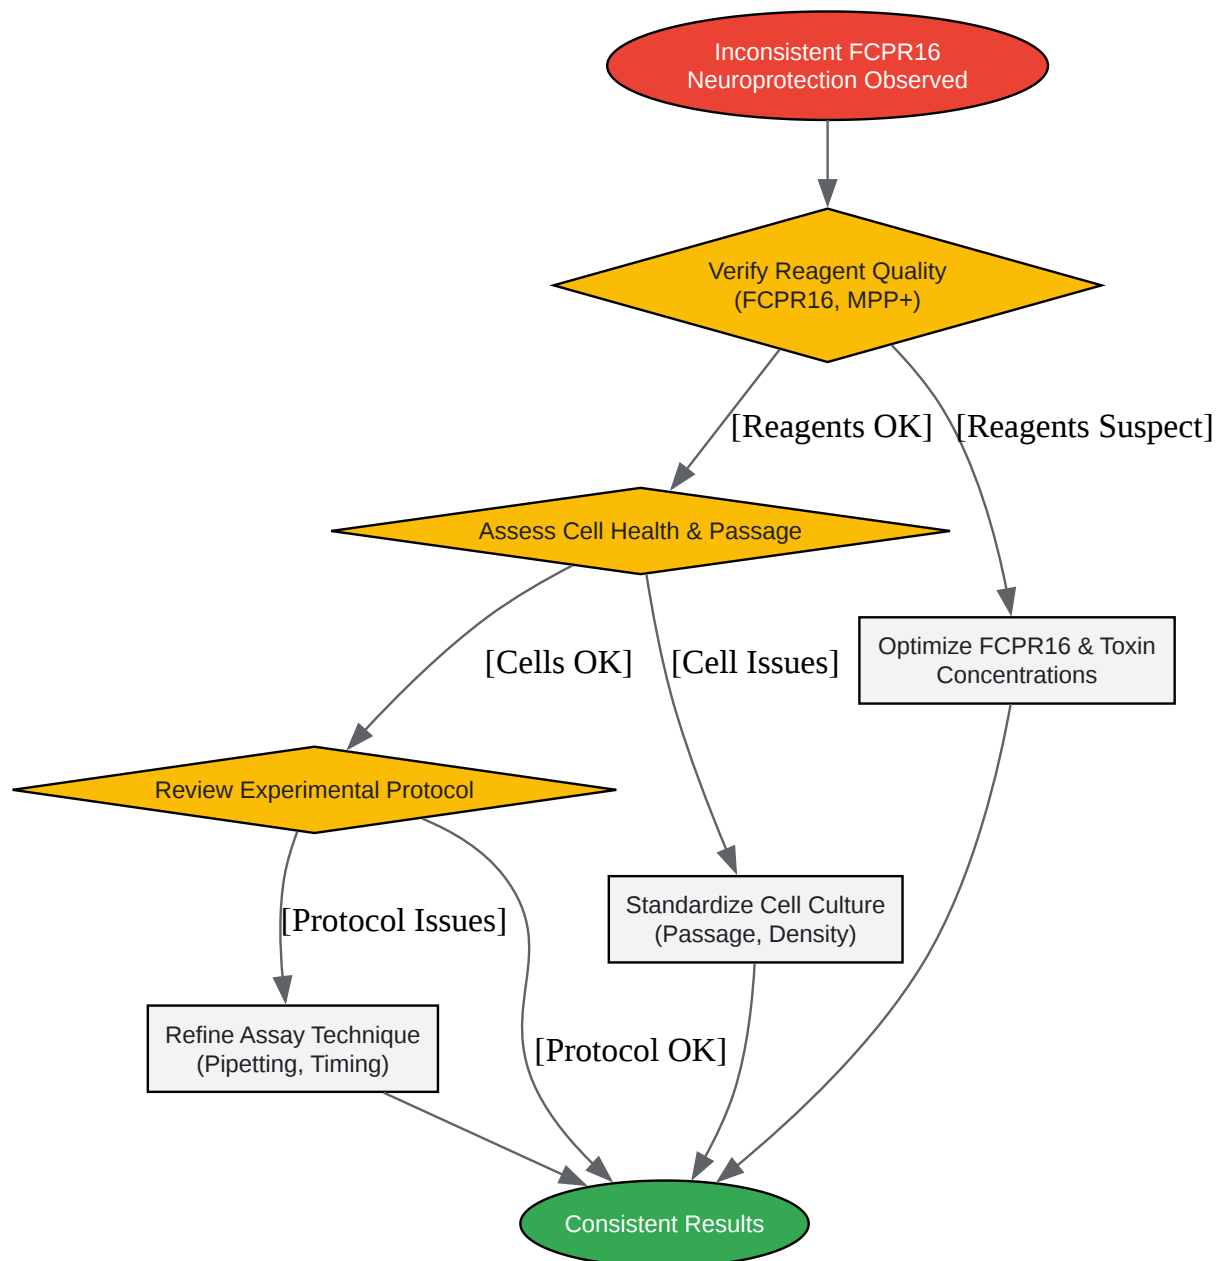 Inconsistent FCPR16
Neuroprotection Observed
Verify Reagent Quality
(FCPR16, MPP+)
[Reagents OK]
[Reagents Suspect]
Assess Cell Health & Passage
Optimize FCPR16 & Toxin
Concentrations
[Cells OK]
[Cell Issues]
Review Experimental Protocol
Standardize Cell Culture
(Passage, Density)
[Protocol Issues]
Refine Assay Technique
(Pipetting, Timing)
[Protocol OK]
Consistent Results